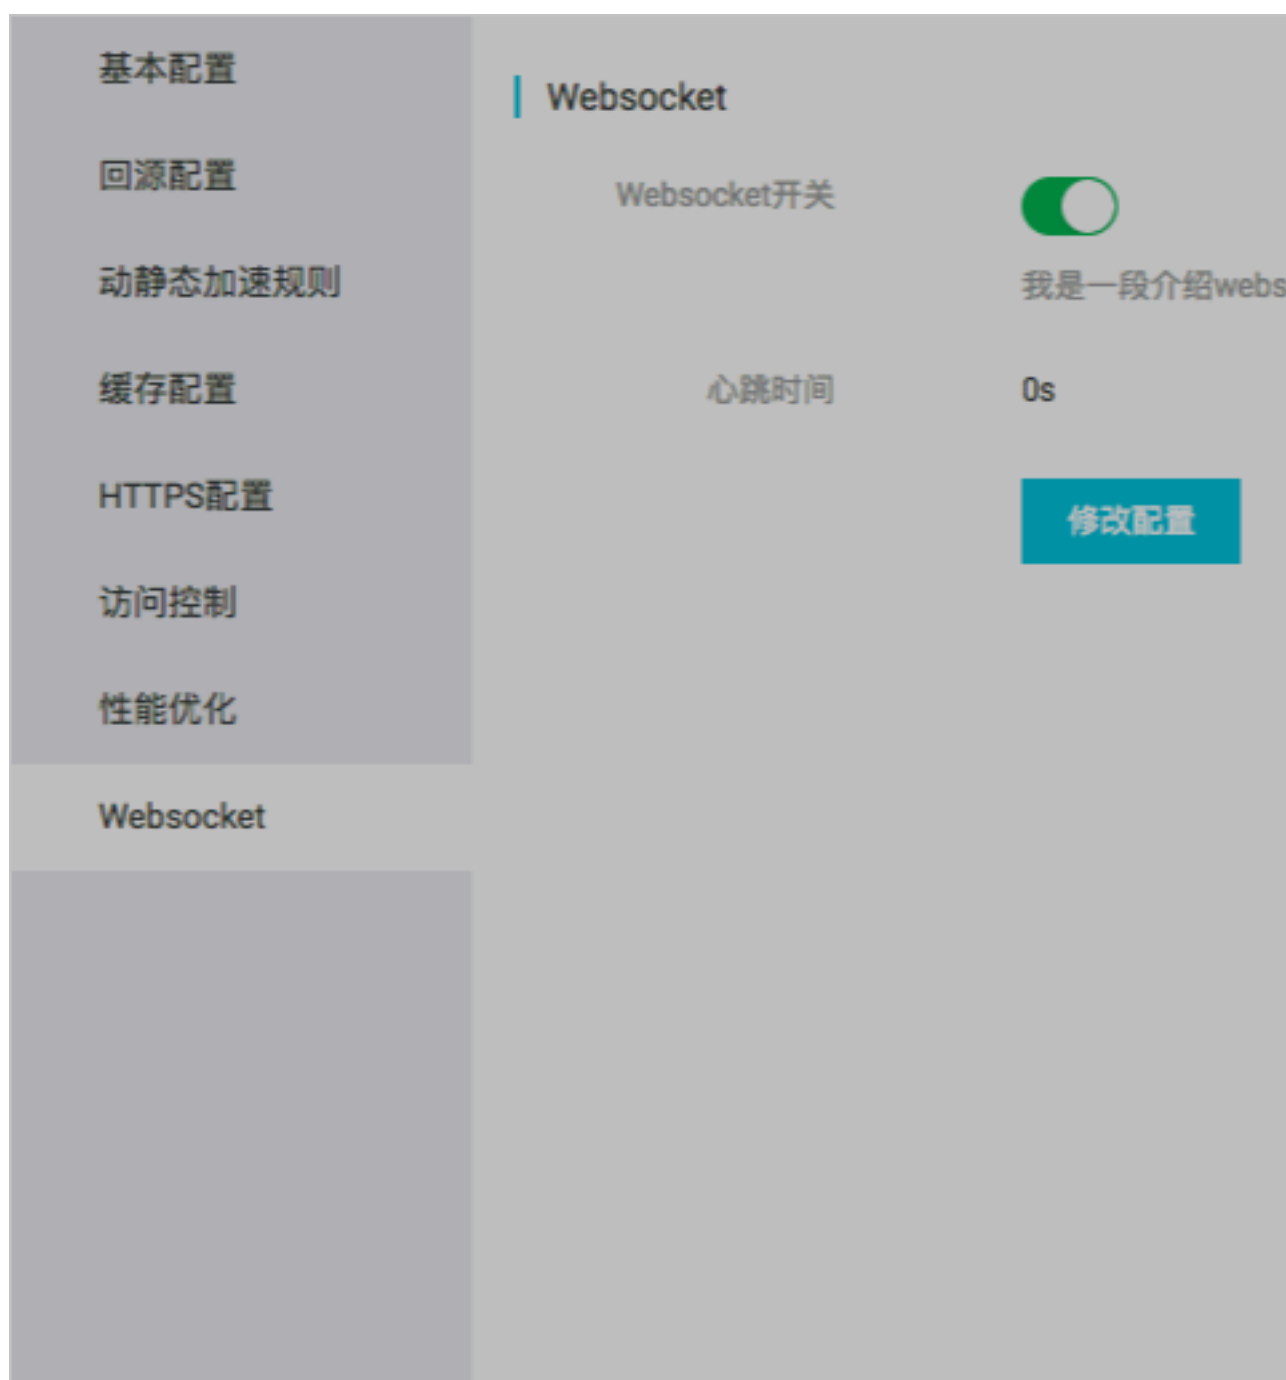 基本配置
回源配置
动静态加速规则
缓存配置
HTTPS配置
访问控制
性能优化
Websocket
Websocket
Websocket开关
我是一段介绍webs
心跳时间
0s
修改配置